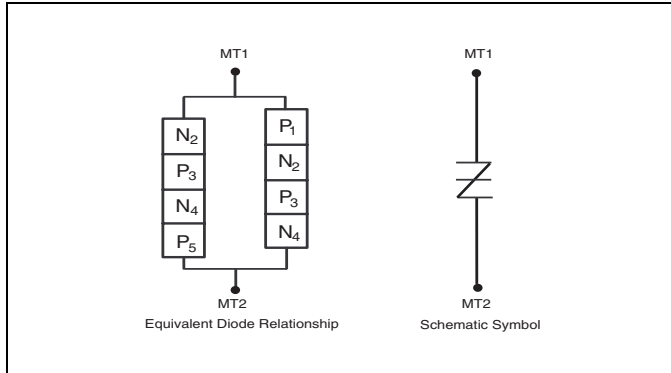 MT1
N2
P3
N4
P5
P1
N2
P3
N4
MT2
Equivalent Diode Relationship
MT1
MT2
Schematic Symbol